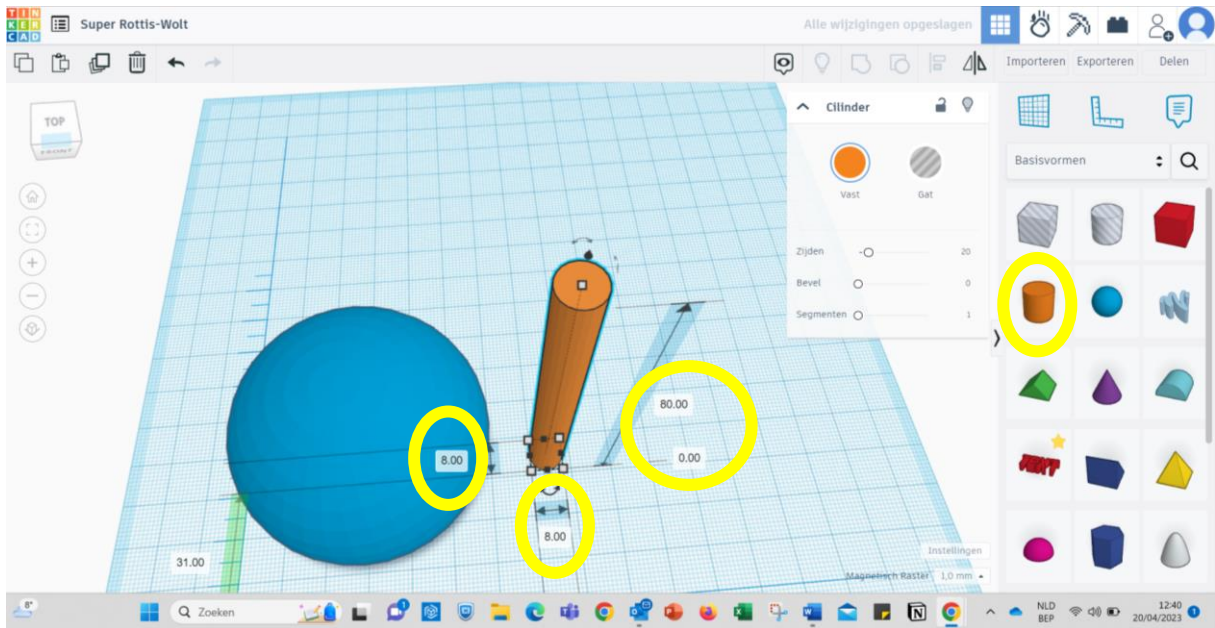 TIN
KER
CAD
Super Rottis-Wolt
Alle wijzigingen opgeslagen
Importeren Exporteren Delen
TOP
FRONT
Cilinder
Vast Gat
Zijden 20
Bevel 0
Segmenten 1
Basisvormen
80.00
0.00
8.00
8.00
31.00
Instellingen
Magnetisch Raster 1,0 mm
8°
Zoeken
NLD
BEP
12:40
20/04/2023
1